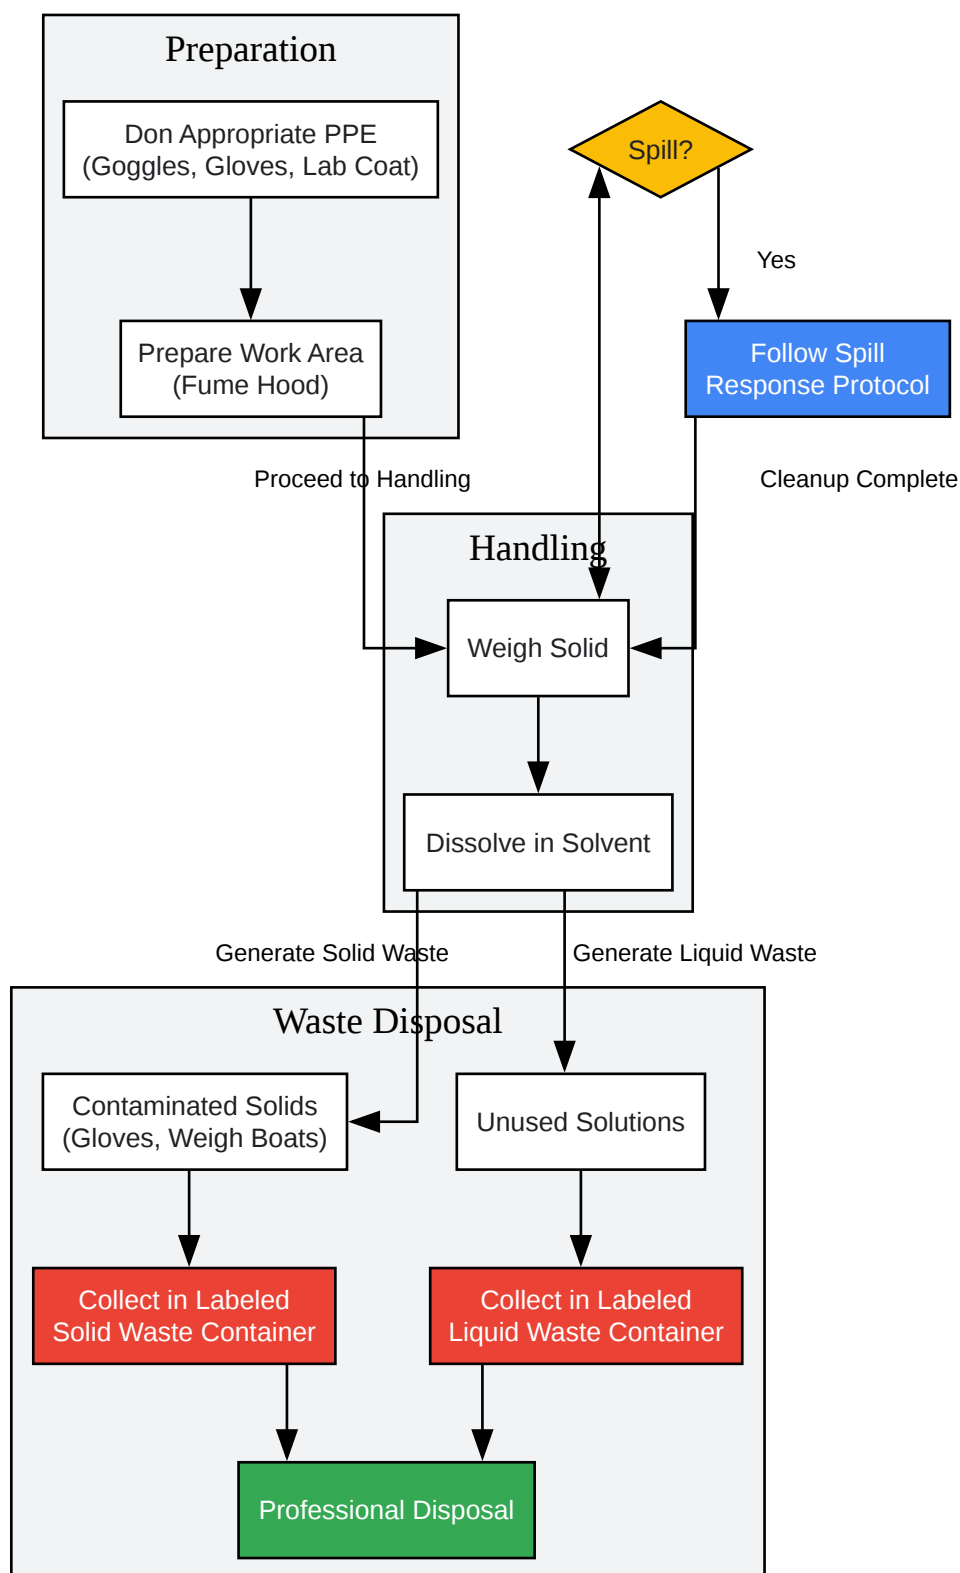 Preparation
Don Appropriate PPE
(Goggles, Gloves, Lab Coat)
Spill?
Yes
Prepare Work Area
(Fume Hood)
Follow Spill
Response Protocol
Proceed to Handling
Cleanup Complete
Handling
Weigh Solid
Dissolve in Solvent
Generate Solid Waste
Generate Liquid Waste
Waste Disposal
Contaminated Solids
(Gloves, Weigh Boats)
Unused Solutions
Collect in Labeled
Solid Waste Container
Collect in Labeled
Liquid Waste Container
Professional Disposal